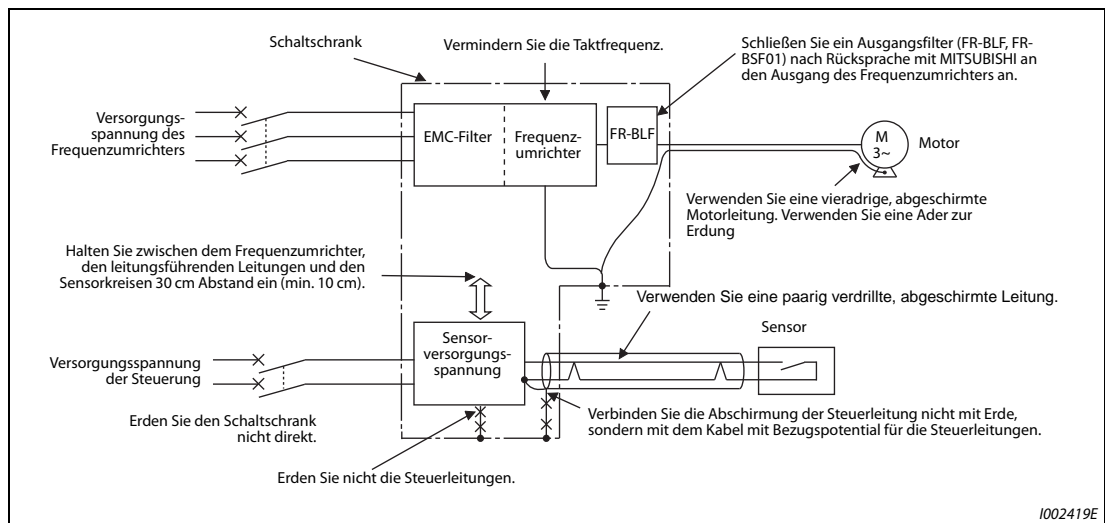 Schaltschrank
Vermindern Sie die Taktfrequenz.
Schließen Sie ein Ausgangsfilter (FR-BLF, FR-
BSF01) nach Rücksprache mit MITSUBISHI an
den Ausgang des Frequenzumrichters an.
Versorgungs-
spannung des
Frequenzumrichters
EMC-Filter
Frequenz-
umrichter
FR-BLF
M
3~
Motor
Verwenden Sie eine vieradrige, abgeschirmte
Motorleitung. Verwenden Sie eine Ader zur
Erdung
Halten Sie zwischen dem Frequenzumrichter,
den leitungsführenden Leitungen und den
Sensorkreisen 30 cm Abstand ein (min. 10 cm).
Verwenden Sie eine paarig verdrillte, abgeschirmte Leitung.
Sensor
Versorgungsspannung
der Steuerung
Sensor-
versorgungs-
spannung
Erden Sie den Schaltschrank
nicht direkt.
Verbinden Sie die Abschirmung der Steuerleitung nicht mit Erde,
sondern mit dem Kabel mit Bezugspotential für die Steuerleitungen.
Erden Sie nicht die Steuerleitungen.
I002419E